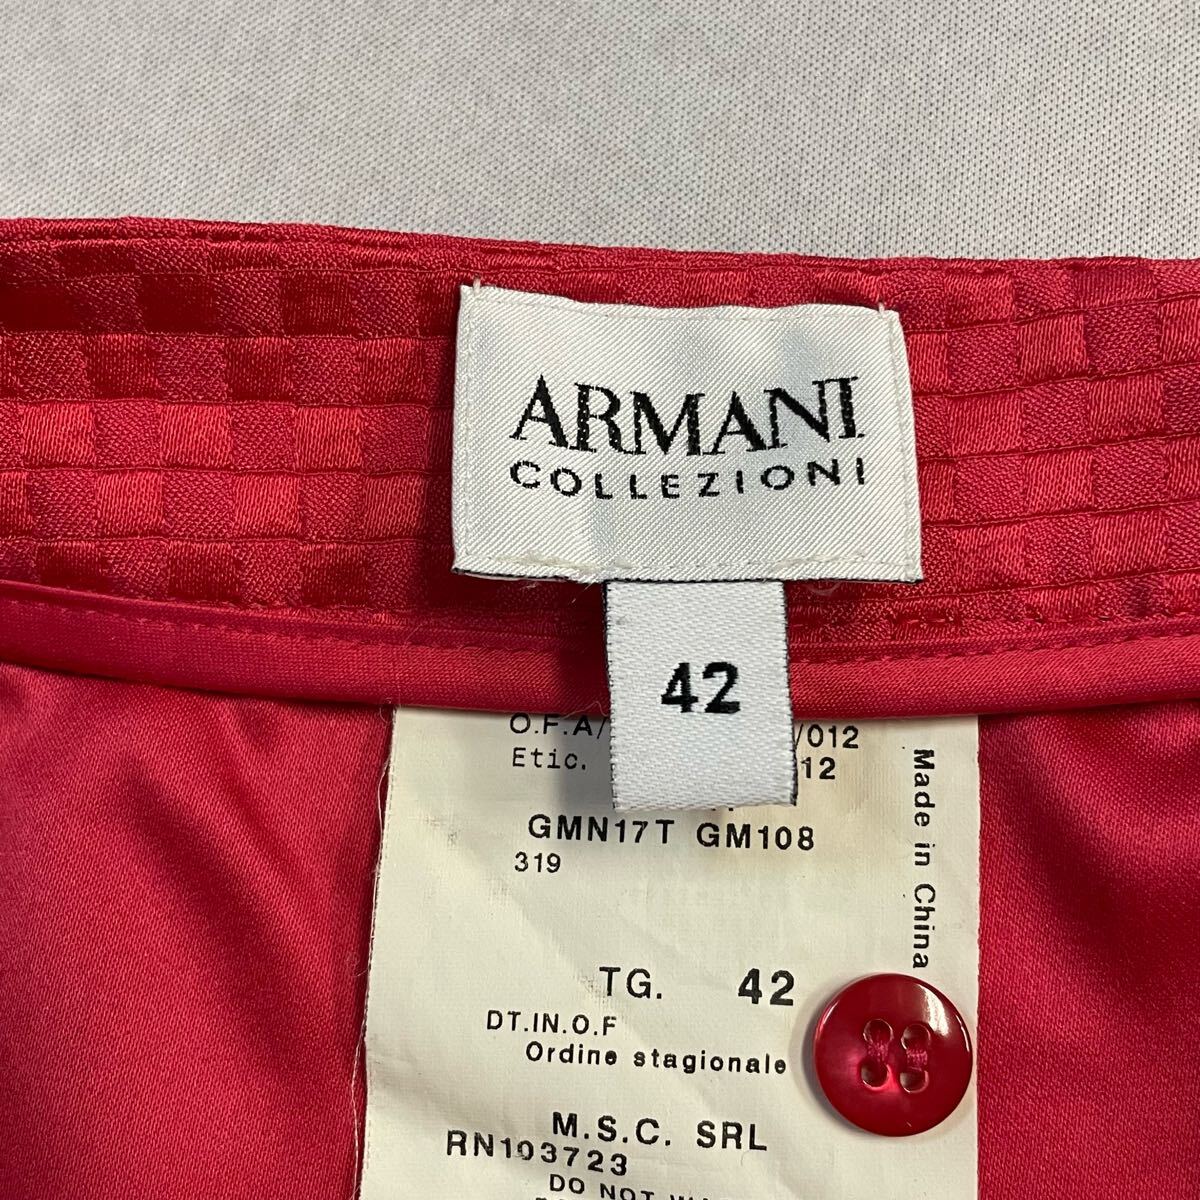 ARMANI
COLLEZIONI
42
O.F.A/ /012
Etic. 12
GMN17T GM108
319
Made in China
TG. 42
DT.IN.O.F
Ordine stagionale
M.S.C. SRL
RN103723
DO NOT